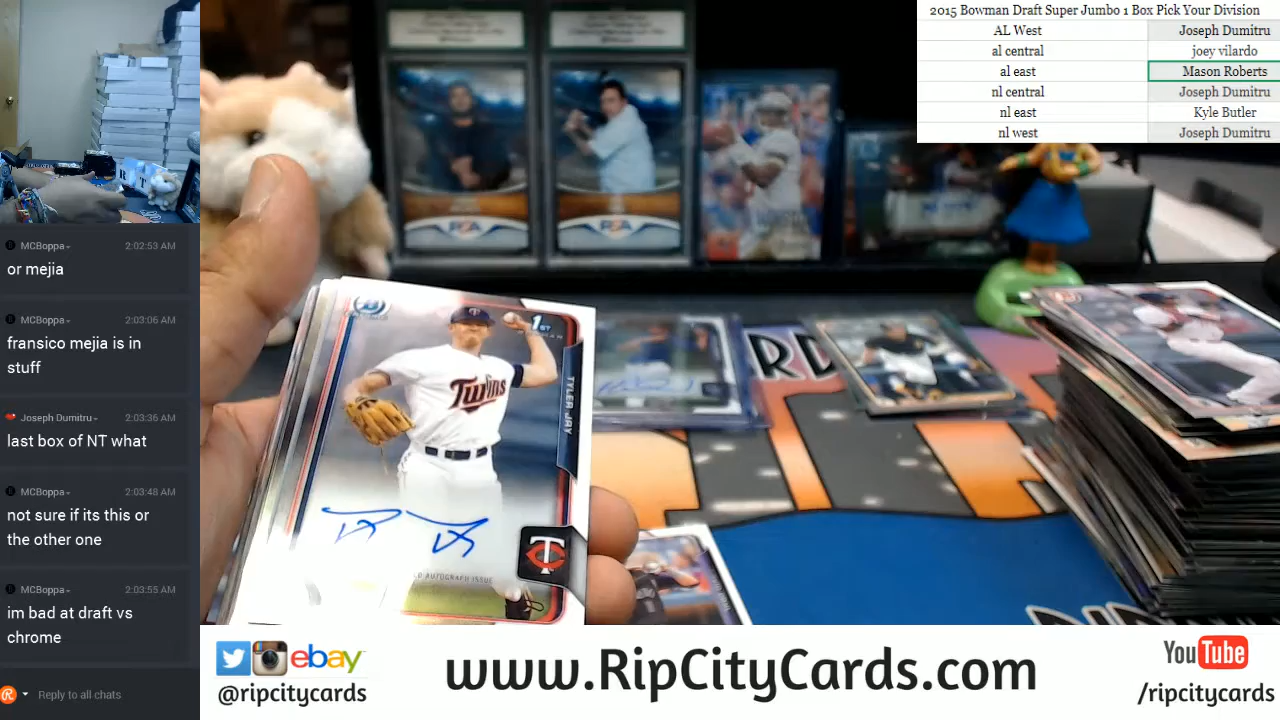 2015 Bowman Draft Super Jumbo 1 Box Pick Your Division
AL West Joseph Dumitru
al central joey vilardo
al east Mason Roberts
nl central Joseph Dumitru
nl east Kyle Butler
nl west Joseph Dumitru
MCBoppa 2:02:53 AM
or mejia
MCBoppa 2:03:06 AM
fransico mejia is in
stuff
Joseph Dumitru 2:03:36 AM
last box of NT what
MCBoppa 2:03:48 AM
not sure if its this or
the other one
MCBoppa 2:03:55 AM
im bad at draft vs
chrome
Reply to all chats
1ST
TYLER JAY
Twins
TC
AUTOGRAPH ISSUE
RD
ebay
@ripcitycards
www.RipCityCards.com
YouTube
/ripcitycards